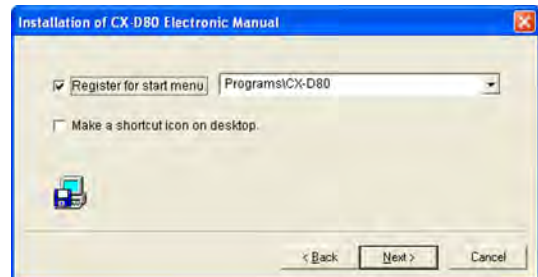 Installation of CX-D80 Electronic Manual
Register for start menu. Programs\CX-D80
Make a shortcut icon on desktop.
< Back Next > Cancel